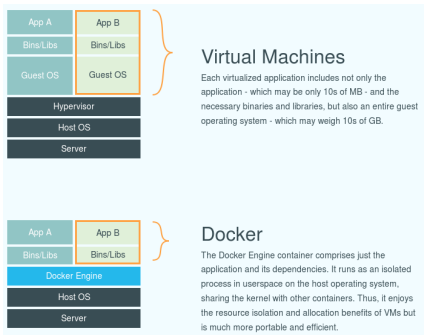 App A App B
Bins/Libs Bins/Libs
Guest OS Guest OS
Hypervisor
Host OS
Server
Virtual Machines
Each virtualized application includes not only the
application - which may be only 10s of MB - and the
necessary binaries and libraries, but also an entire guest
operating system - which may weigh 10s of GB.
App A App B
Bins/Libs Bins/Libs
Docker Engine
Host OS
Server
Docker
The Docker Engine container comprises just the
application and its dependencies. It runs as an isolated
process in userspace on the host operating system,
sharing the kernel with other containers. Thus, it enjoys
the resource isolation and allocation benefits of VMs but
is much more portable and efficient.